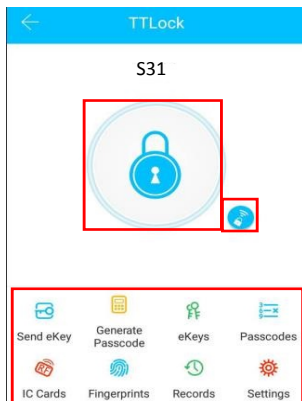 TTLock
S31
Send eKey
Generate
Passcode
eKeys
Passcodes
IC Cards
Fingerprints
Records
Settings